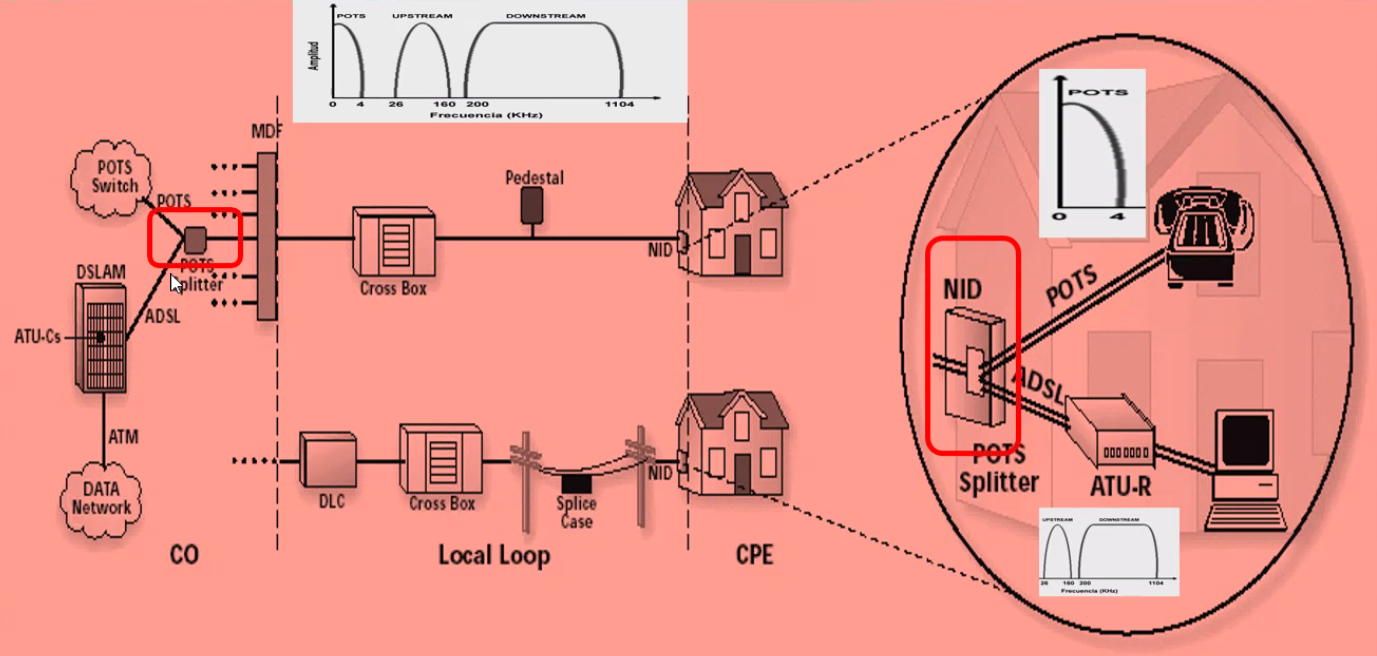 POTS UPSTREAM DOWNSTREAM
Amplitud
0 4 26 160 200 1104
Frecuencia (KHz)
MDF
POTS
Switch
POTS
POTS
Splitter
DSLAM
ADSL
ATU-Cs
ATM
DATA
Network
CO
Cross Box
Pedestal
NID
DLC
Cross Box
Splice
Case
NID
Local Loop
CPE
POTS
0 4
NID
POTS
ADSL
POTS
Splitter
ATU-R
UPSTREAM DOWNSTREAM
26 160 200 1104
Frecuencia (KHz)